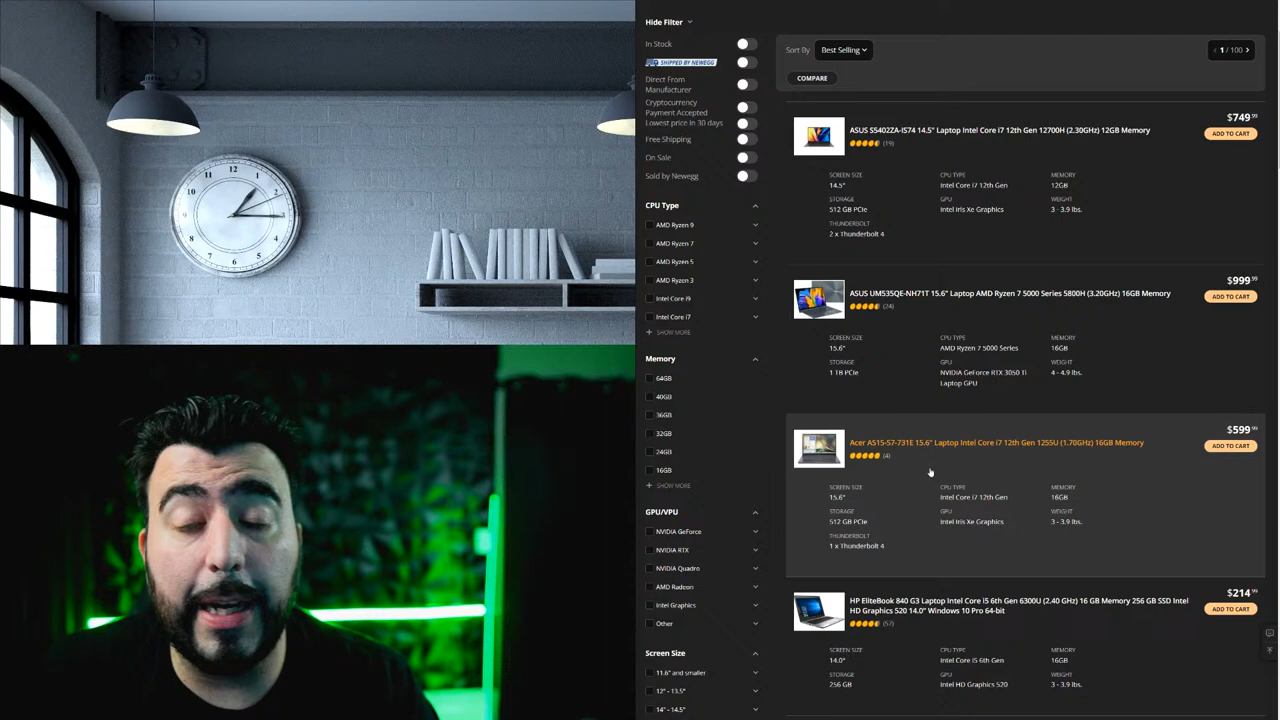 12
1
2
3
4
5
6
7
8
9
10
11
Hide Filter
In Stock
SHIPPED BY NEWEGG
Direct From
Manufacturer
Cryptocurrency
Payment Accepted
Lowest price in 30 days
Free Shipping
On Sale
Sold by Newegg
CPU Type
AMD Ryzen 9
AMD Ryzen 7
AMD Ryzen 5
AMD Ryzen 3
Intel Core i9
Intel Core i7
+ SHOW MORE
Memory
64GB
40GB
36GB
32GB
24GB
16GB
+ SHOW MORE
GPU/VPU
NVIDIA GeForce
NVIDIA RTX
NVIDIA Quadro
AMD Radeon
Intel Graphics
Other
Screen Size
11.6" and smaller
12" - 13.5"
14" - 14.5"
Sort By Best Selling
1 / 100
COMPARE
$749.99
ASUS S5402ZA-IS74 14.5" Laptop Intel Core i7 12th Gen 12700H (2.30GHz) 12GB Memory
ADD TO CART
(19)
SCREEN SIZE CPU TYPE MEMORY
14.5" Intel Core i7 12th Gen 12GB
STORAGE GPU WEIGHT
512 GB PCIe Intel Iris Xe Graphics 3 - 3.9 lbs.
THUNDERBOLT
2 x Thunderbolt 4
$999.99
ASUS UM535QE-NH71T 15.6" Laptop AMD Ryzen 7 5000 Series 5800H (3.20GHz) 16GB Memory
ADD TO CART
(24)
SCREEN SIZE CPU TYPE MEMORY
15.6" AMD Ryzen 7 5000 Series 16GB
STORAGE GPU WEIGHT
1 TB PCIe NVIDIA GeForce RTX 3050 Ti 4 - 4.9 lbs.
Laptop GPU
$599.99
Acer A515-57-731E 15.6" Laptop Intel Core i7 12th Gen 1255U (1.70GHz) 16GB Memory
ADD TO CART
(4)
SCREEN SIZE CPU TYPE MEMORY
15.6" Intel Core i7 12th Gen 16GB
STORAGE GPU WEIGHT
512 GB PCIe Intel Iris Xe Graphics 3 - 3.9 lbs.
THUNDERBOLT
1 x Thunderbolt 4
$214.99
HP EliteBook 840 G3 Laptop Intel Core i5 6th Gen 6300U (2.40 GHz) 16 GB Memory 256 GB SSD Intel
HD Graphics 520 14.0" Windows 10 Pro 64-bit
ADD TO CART
(57)
SCREEN SIZE CPU TYPE MEMORY
14.0" Intel Core i5 6th Gen 16GB
STORAGE GPU WEIGHT
256 GB Intel HD Graphics 520 3 - 3.9 lbs.